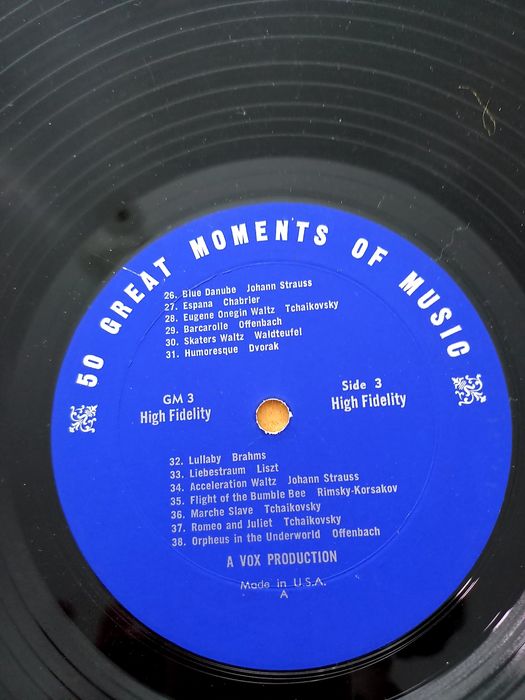 50 GREAT MOMENTS OF MUSIC
26. Blue Danube Johann Strauss
27. Espana Chabrier
28. Eugene Onegin Waltz Tchaikovsky
29. Barcarolle Offenbach
30. Skaters Waltz Waldteufel
31. Humoresque Dvorak
GM 3
High Fidelity
Side 3
High Fidelity
32. Lullaby Brahms
33. Liebestraum Liszt
34. Acceleration Waltz Johann Strauss
35. Flight of the Bumble Bee Rimsky-Korsakov
36. Marche Slave Tchaikovsky
37. Romeo and Juliet Tchaikovsky
38. Orpheus in the Underworld Offenbach
A VOX PRODUCTION
Made in U.S.A.
A